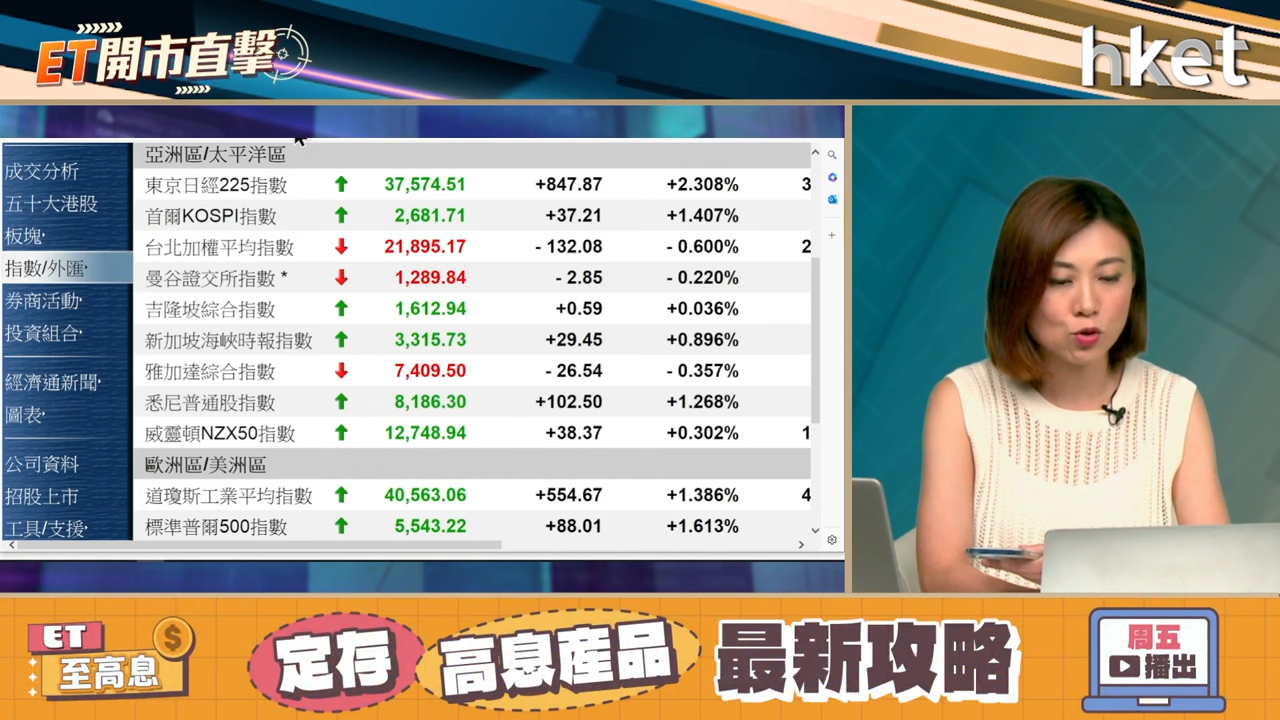 ET開市直擊
hket
成交分析
五十大港股
板塊
指數/外匯
券商活動
投資組合
經濟通新聞
圖表
公司資料
招股上市
工具/支援
亞洲區/太平洋區
東京日經225指數 37,574.51 +847.87 +2.308% 3
首爾KOSPI指數 2,681.71 +37.21 +1.407%
台北加權平均指數 21,895.17 - 132.08 - 0.600% 2
曼谷證交所指數 * 1,289.84 - 2.85 - 0.220%
吉隆坡綜合指數 1,612.94 +0.59 +0.036%
新加坡海峽時報指數 3,315.73 +29.45 +0.896%
雅加達綜合指數 7,409.50 - 26.54 - 0.357%
悉尼普通股指數 8,186.30 +102.50 +1.268%
威靈頓NZX50指數 12,748.94 +38.37 +0.302% 1
歐洲區/美洲區
道瓊斯工業平均指數 40,563.06 +554.67 +1.386% 4
標準普爾500指數 5,543.22 +88.01 +1.613%
ET
至高息
定存 高息產品 最新攻略
周五
播出